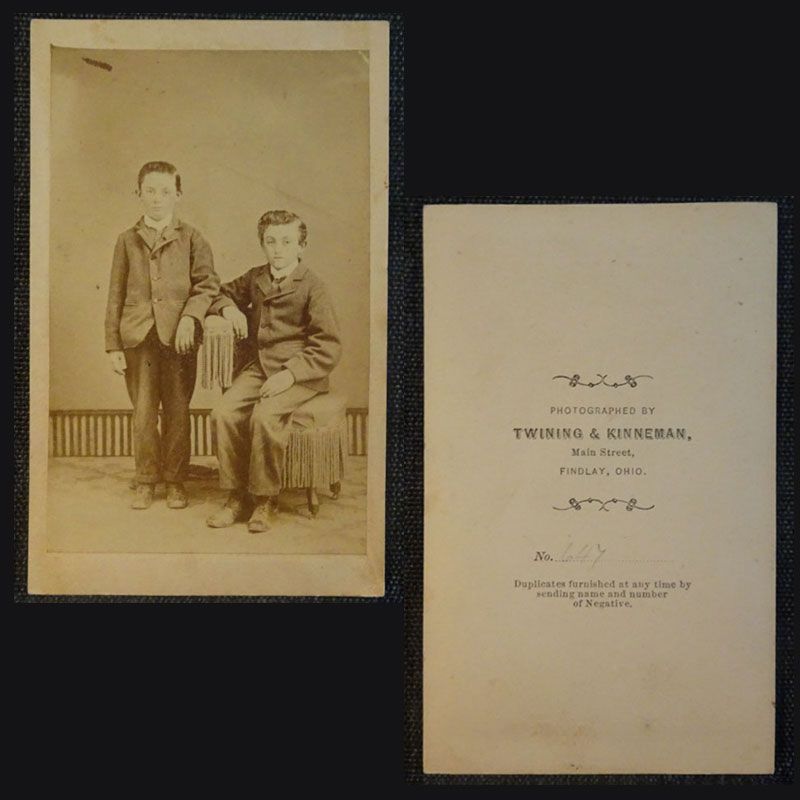 PHOTOGRAPHED BY
TWINING & KINNEMAN,
Main Street,
FINDLAY, OHIO.
No. 647
Duplicates furnished at any time by
sending name and number
of Negative.